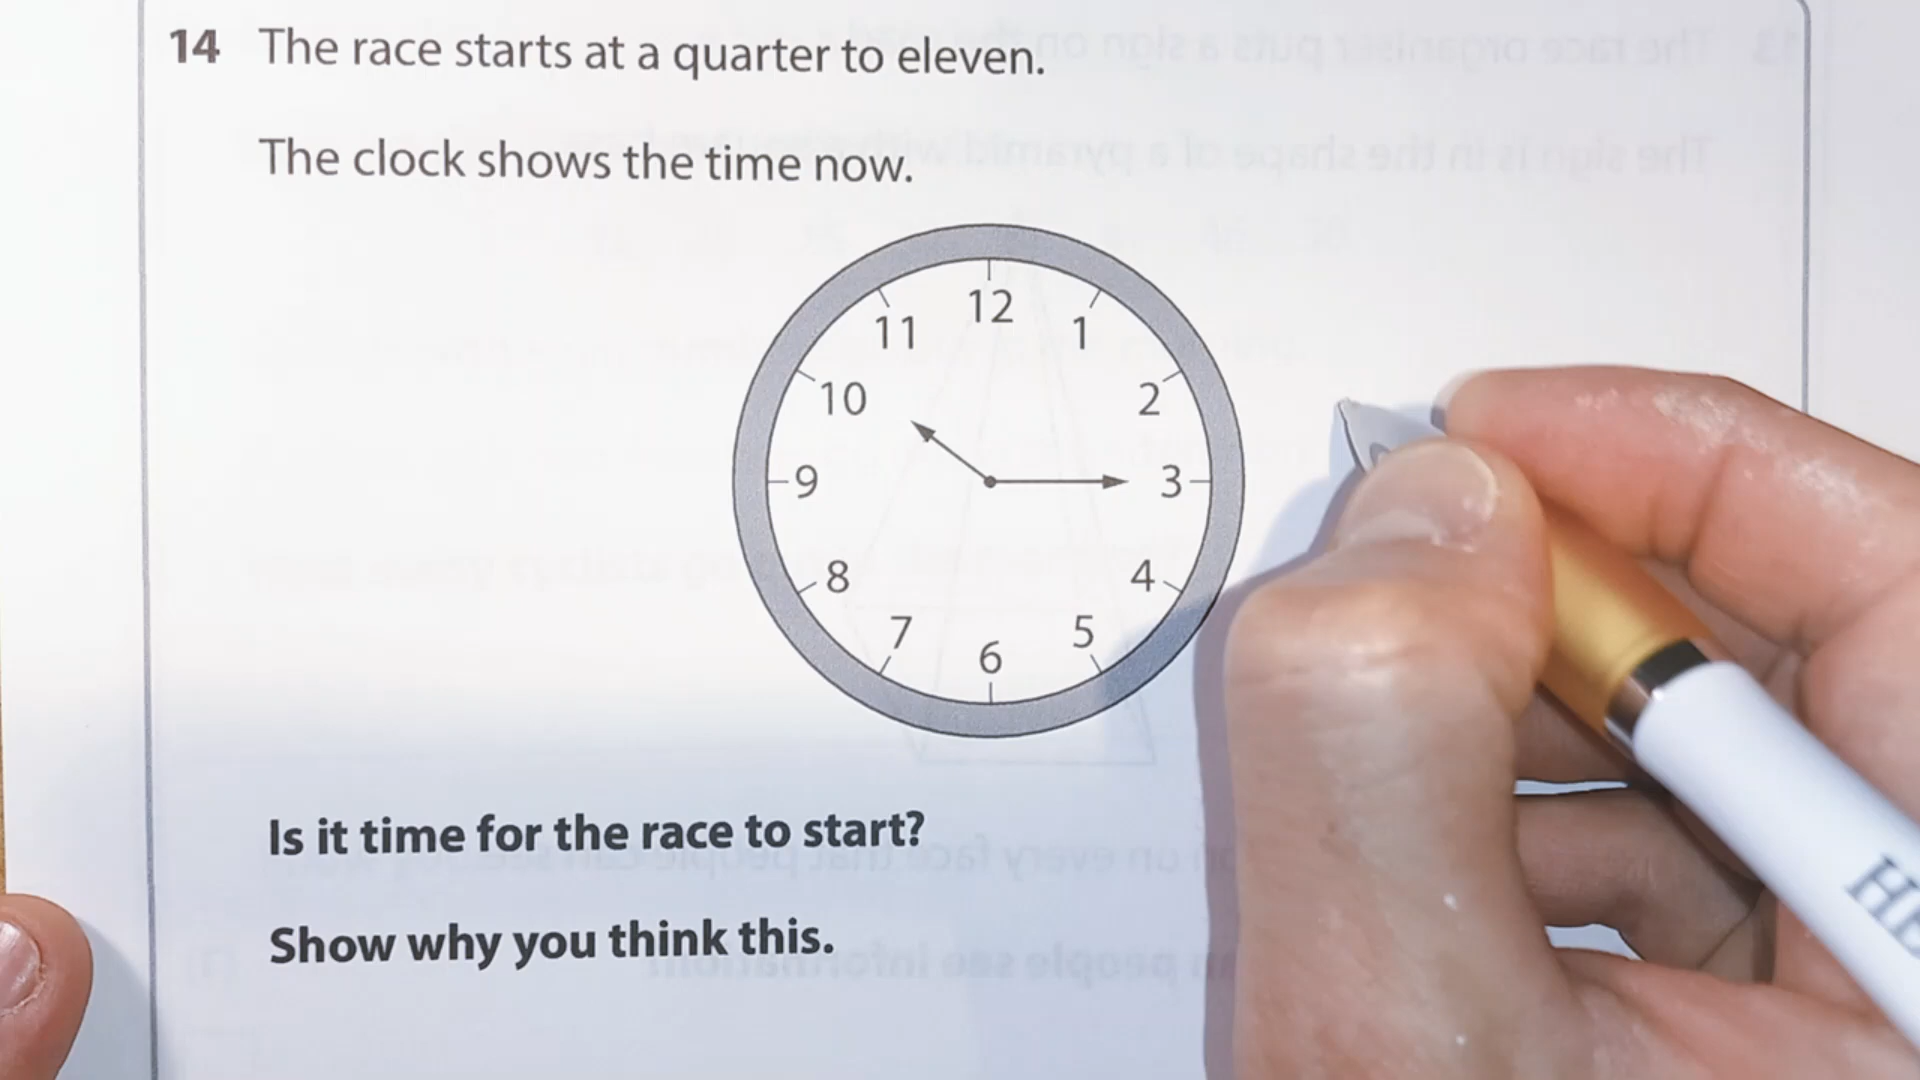 14 The race starts at a quarter to eleven.
The clock shows the time now.
12
11 1
10 2
9 3
8 4
7 5
6
Is it time for the race to start?
Show why you think this.